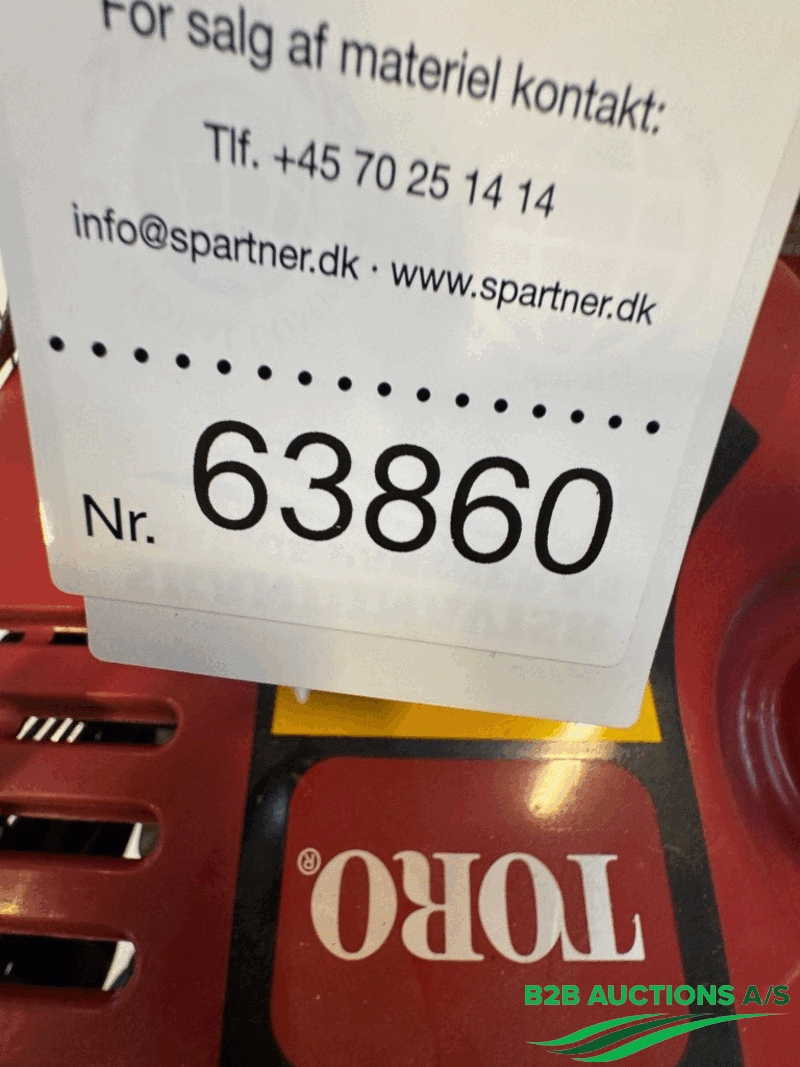 For salg af materiel kontakt:
Tlf. +45 70 25 14 14
info@spartner.dk · www.spartner.dk
Nr. 63860
TORO®
B2B AUCTIONS A/S